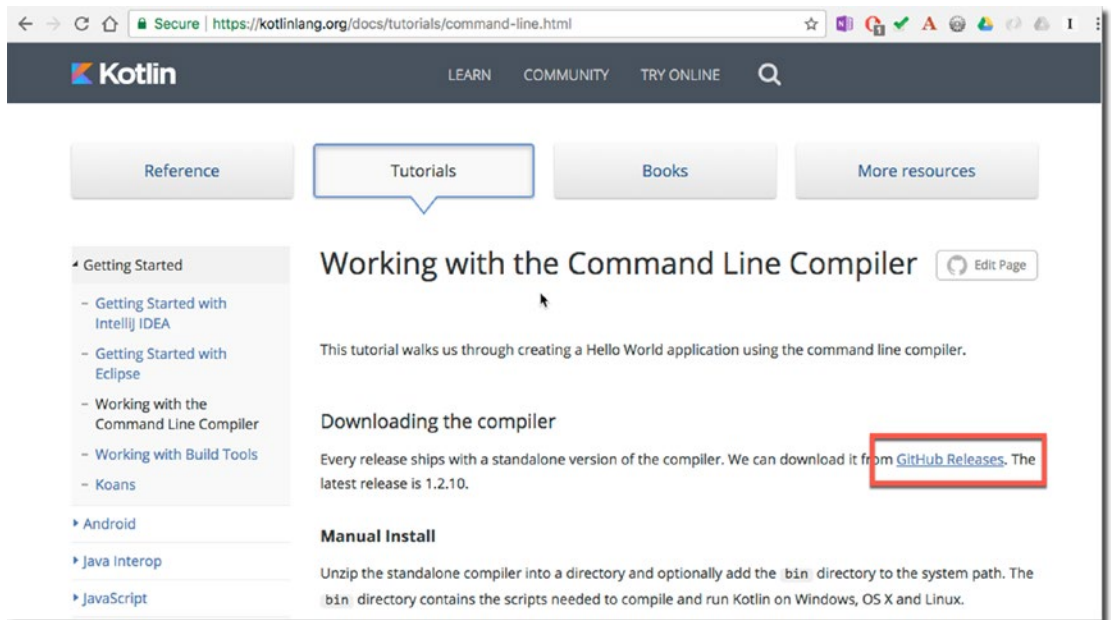 Secure | https://kotlinlang.org/docs/tutorials/command-line.html
Kotlin
LEARN COMMUNITY TRY ONLINE
Reference Tutorials Books More resources
Getting Started
– Getting Started with
IntelliJ IDEA
– Getting Started with
Eclipse
– Working with the
Command Line Compiler
– Working with Build Tools
– Koans
Android
Java Interop
JavaScript
Working with the Command Line Compiler
Edit Page
This tutorial walks us through creating a Hello World application using the command line compiler.
Downloading the compiler
Every release ships with a standalone version of the compiler. We can download it from GitHub Releases. The
latest release is 1.2.10.
Manual Install
Unzip the standalone compiler into a directory and optionally add the bin directory to the system path. The
bin directory contains the scripts needed to compile and run Kotlin on Windows, OS X and Linux.